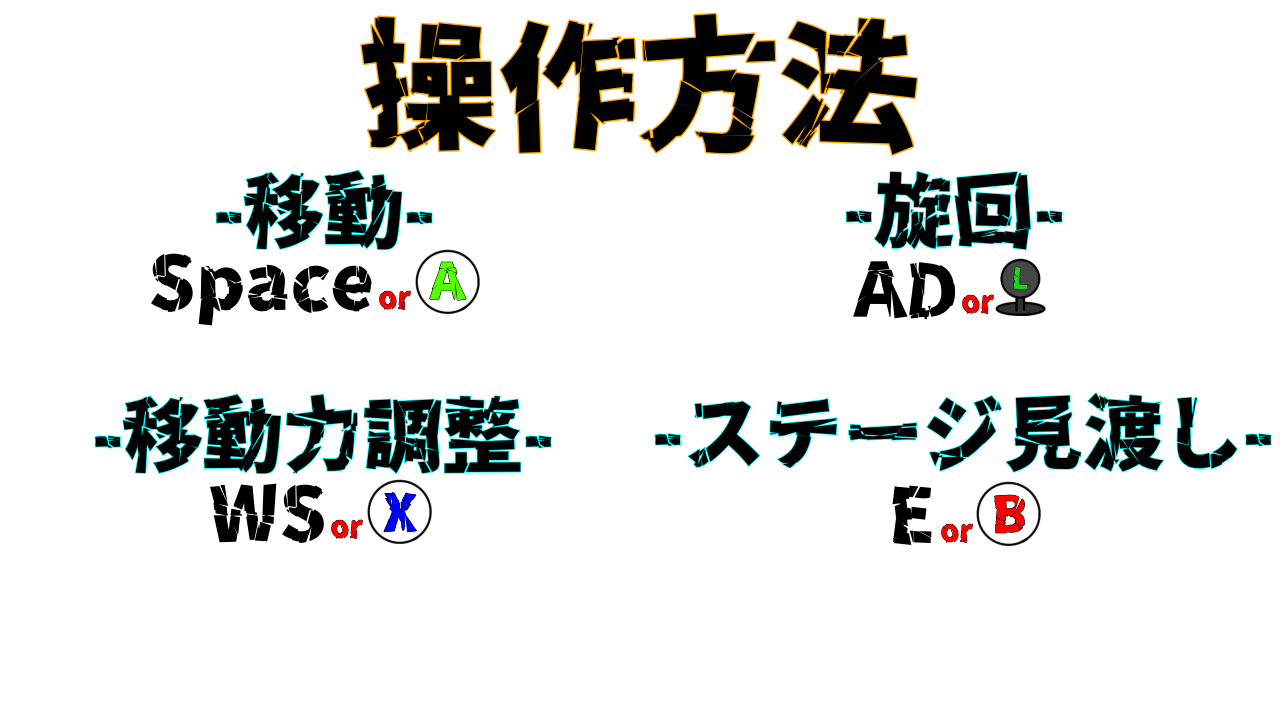 操作方法
-移動-
Space or A
-旋回-
AD or L
-移動力調整-
WS or X
-ステージ見渡し-
E or B